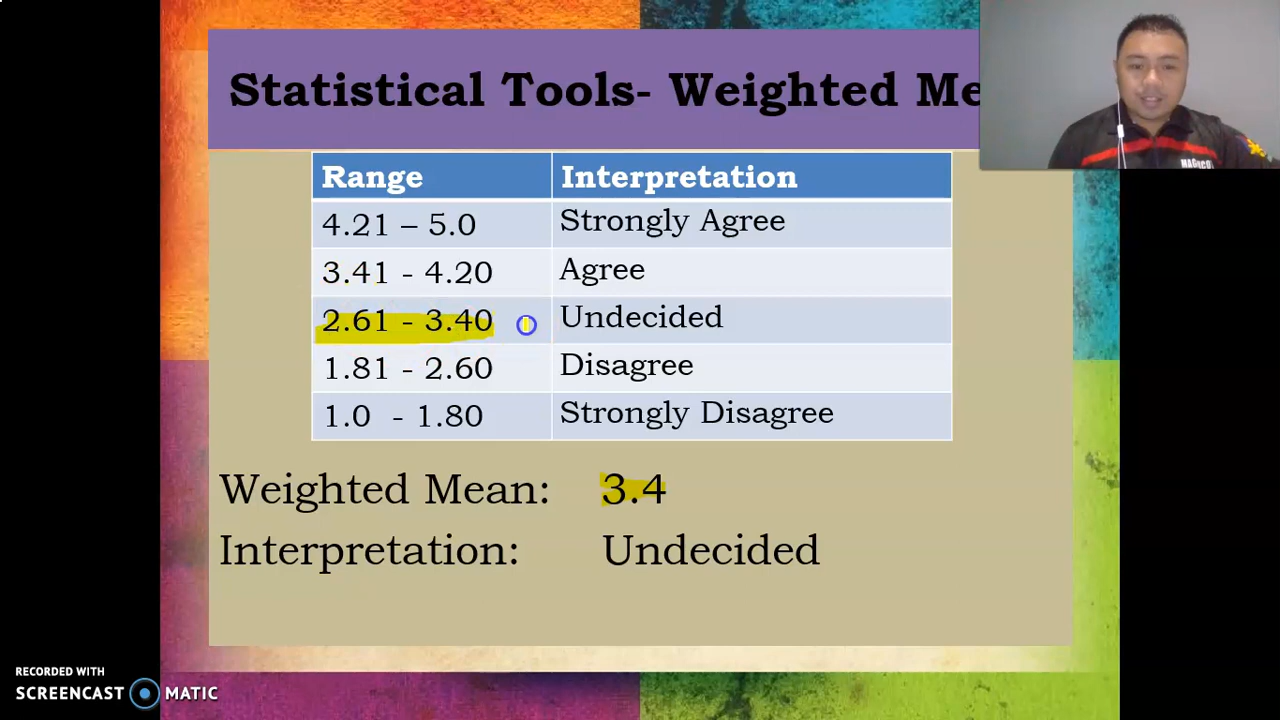 Statistical Tools- Weighted Me
Range Interpretation
4.21 – 5.0 Strongly Agree
3.41 - 4.20 Agree
2.61 - 3.40 Undecided
1.81 - 2.60 Disagree
1.0 - 1.80 Strongly Disagree
Weighted Mean: 3.4
Interpretation: Undecided
RECORDED WITH
SCREENCAST MATIC